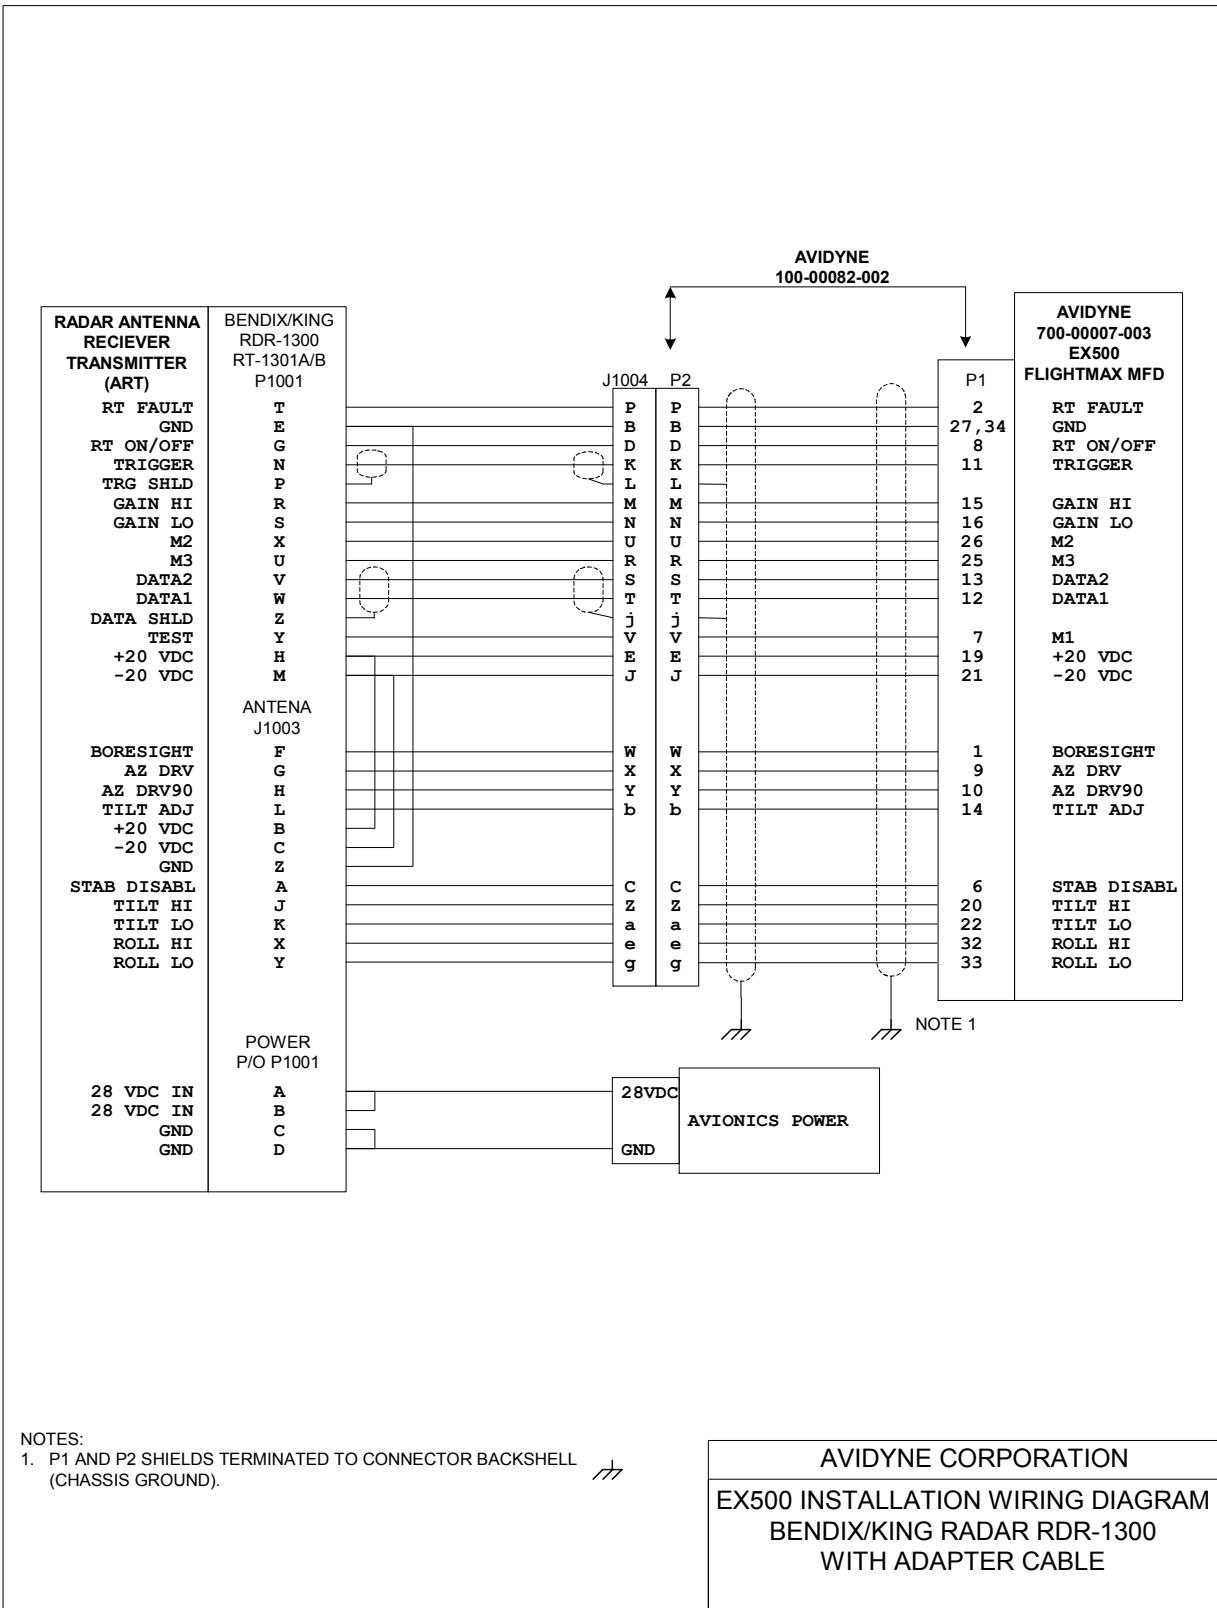 AVIDYNE
100-00082-002
RADAR ANTENNA
RECIEVER
TRANSMITTER
(ART)
BENDIX/KING
RDR-1300
RT-1301A/B
P1001
J1004 P2
P1
AVIDYNE
700-00007-003
EX500
FLIGHTMAX MFD
RT FAULT T P P 2 RT FAULT
GND E B B 27,34 GND
RT ON/OFF G D D 8 RT ON/OFF
TRIGGER N K K 11 TRIGGER
TRG SHLD P L L
GAIN HI R M M 15 GAIN HI
GAIN LO S N N 16 GAIN LO
M2 X U U 26 M2
M3 U R R 25 M3
DATA2 V S S 13 DATA2
DATA1 W T T 12 DATA1
DATA SHLD Z j j
TEST Y V V 7 M1
+20 VDC H E E 19 +20 VDC
-20 VDC M J J 21 -20 VDC
ANTENA
J1003
BORESIGHT F W W 1 BORESIGHT
AZ DRV G X X 9 AZ DRV
AZ DRV90 H Y Y 10 AZ DRV90
TILT ADJ L b b 14 TILT ADJ
+20 VDC B
-20 VDC C
GND Z
STAB DISABL A C C 6 STAB DISABL
TILT HI J Z Z 20 TILT HI
TILT LO K a a 22 TILT LO
ROLL HI X e e 32 ROLL HI
ROLL LO Y g g 33 ROLL LO
NOTE 1
POWER
P/O P1001
28 VDC IN A 28VDC
28 VDC IN B
AVIONICS POWER
GND C
GND D GND
NOTES:
1. P1 AND P2 SHIELDS TERMINATED TO CONNECTOR BACKSHELL
(CHASSIS GROUND).
AVIDYNE CORPORATION
EX500 INSTALLATION WIRING DIAGRAM
BENDIX/KING RADAR RDR-1300
WITH ADAPTER CABLE